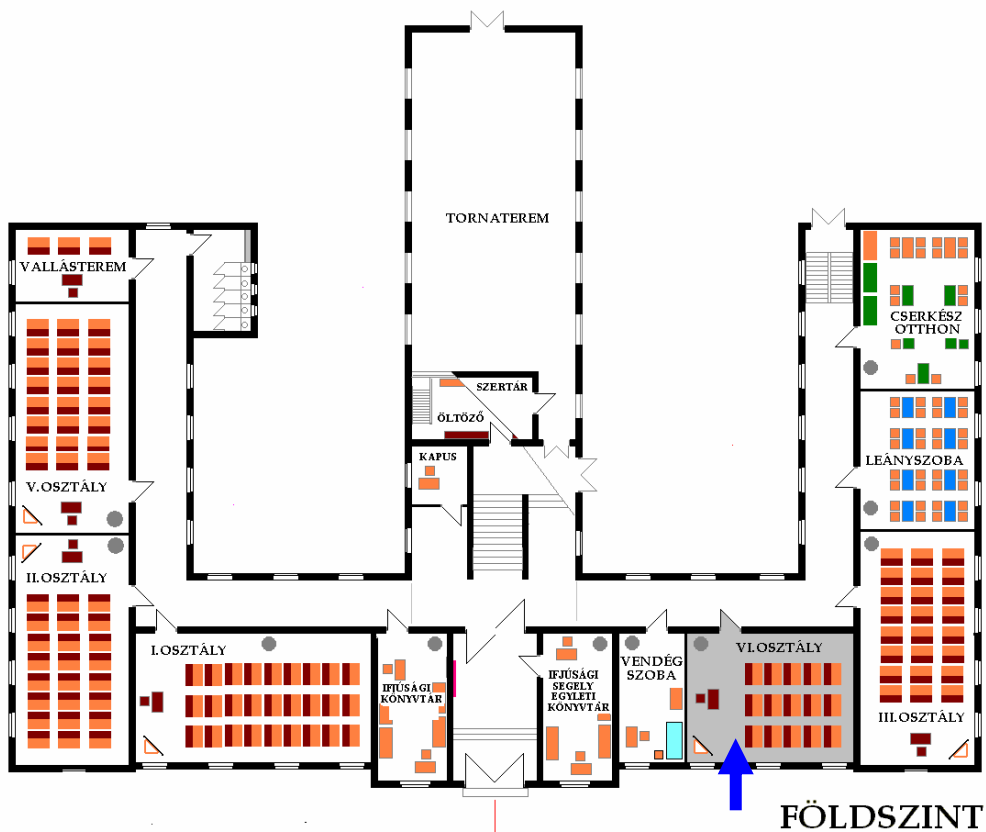 TORNATEREM
VALLÁSTEREM
CSERKÉSZ
OTTHON
SZERTÁR
ÖLTÖZŐ
KAPUS
LEÁNYSZOBA
V.OSZTÁLY
II.OSZTÁLY
I.OSZTÁLY
IFJÚSÁGI
KÖNYVTÁR
IFJÚSÁGI
SEGELY
EGYLETI
KÖNYVTÁR
VENDÉG
SZOBA
VI.OSZTÁLY
III.OSZTÁLY
FÖLDSZINT